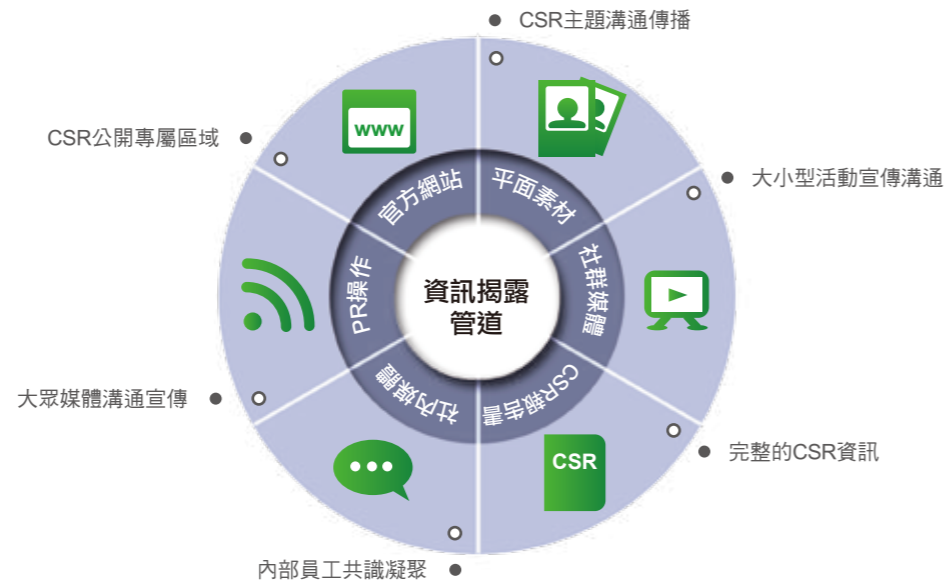 CSR主題溝通傳播
CSR公開專屬區域
大小型活動宣傳溝通
www
官方網站
平面素材
PR操作
資訊揭露
管道
社群媒體
社內媒體
CSR報告書
大眾媒體溝通宣傳
完整的CSR資訊
CSR
內部員工共識凝聚